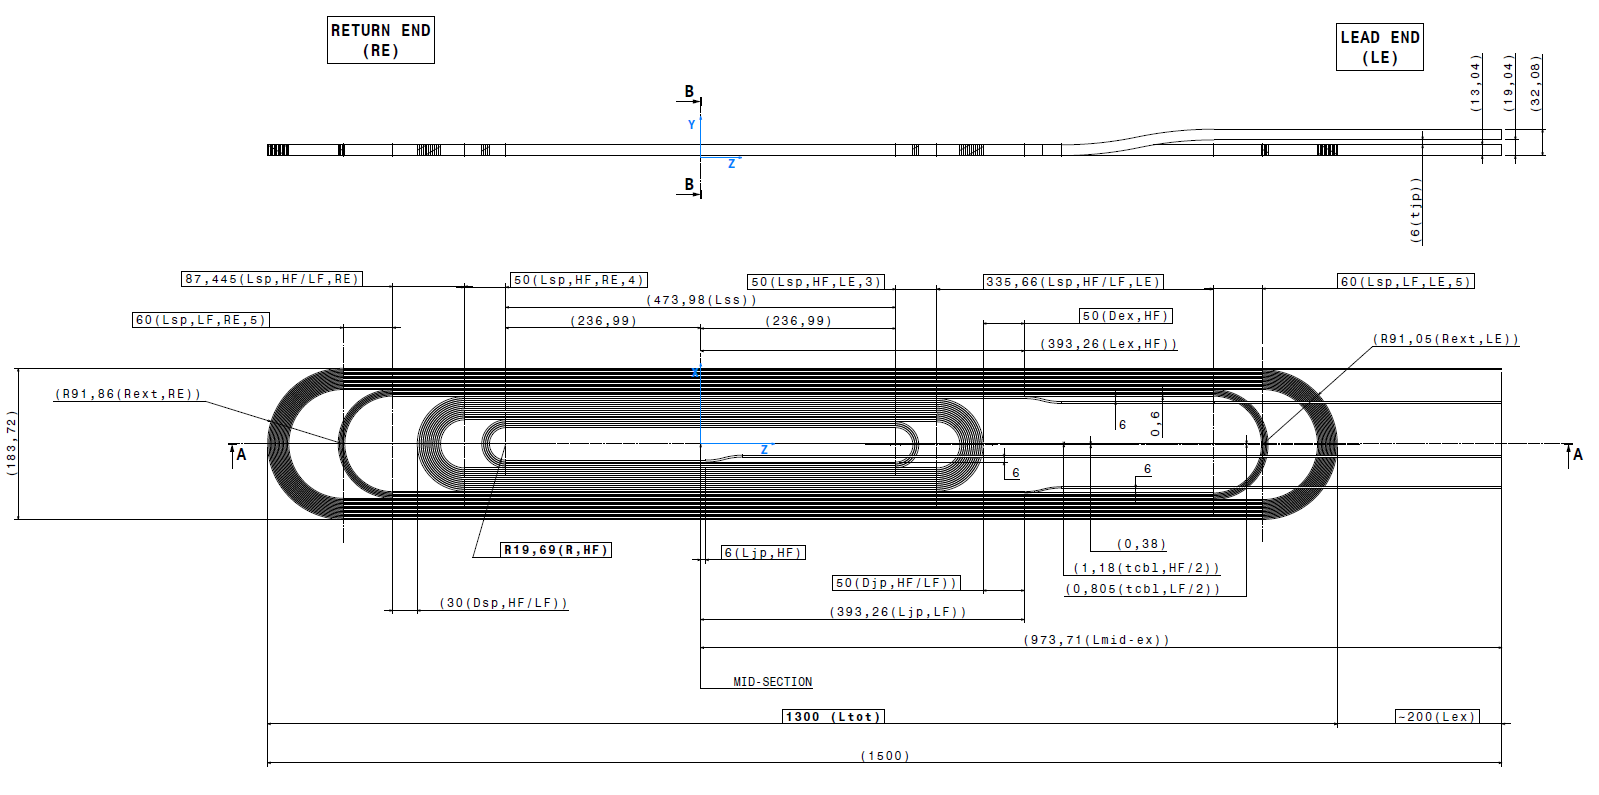 RETURN END
(RE)
LEAD END
(LE)
(13,04)
(19,04)
(32,08)
B
Y
Z
B
(6(tjp))
87,445(Lsp,HF/LF,RE)
50(Lsp,HF,RE,4)
50(Lsp,HF,LE,3)
335,66(Lsp,HF/LF,LE)
60(Lsp,LF,LE,5)
(473,98(Lss))
60(Lsp,LF,RE,5)
(236,99)
(236,99)
50(Dex,HF)
(393,26(Lex,HF))
(R91,05(Rext,LE))
X
(R91,86(Rext,RE))
(183,72)
6
0,6
A
Z
A
6
6
R19,69(R,HF)
6(Ljp,HF)
(0,38)
(1,18(tcbl,HF/2))
50(Djp,HF/LF))
(0,805(tcbl,LF/2))
(30(Dsp,HF/LF))
(393,26(Ljp,LF))
(973,71(Lmid-ex))
MID-SECTION
1300 (Ltot)
~200(Lex)
(1500)